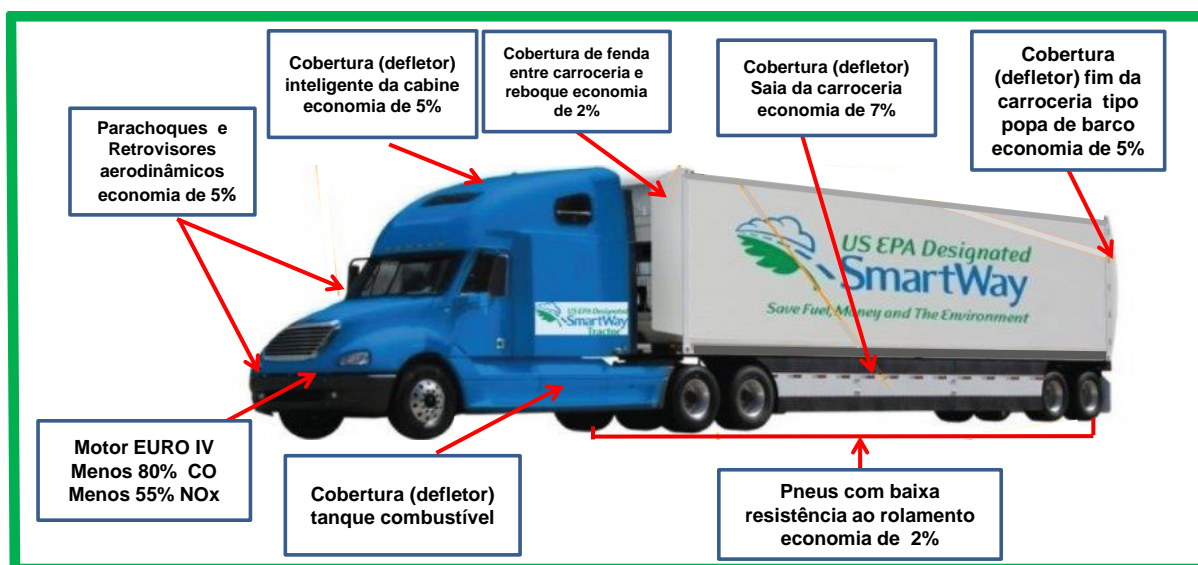 Cobertura (defletor)
inteligente da cabine
economia de 5%
Cobertura de fenda
entre carroceria e
reboque economia
de 2%
Cobertura (defletor)
Saia da carroceria
economia de 7%
Cobertura
(defletor) fim da
carroceria tipo
popa de barco
economia de 5%
Parachoques e
Retrovisores
aerodinâmicos
economia de 5%
US EPA Designated
SmartWay
Save Fuel, Money and The Environment
US EPA Designated
SmartWay
Tractor
Motor EURO IV
Menos 80% CO
Menos 55% NOx
Cobertura (defletor)
tanque combustível
Pneus com baixa
resistência ao rolamento
economia de 2%